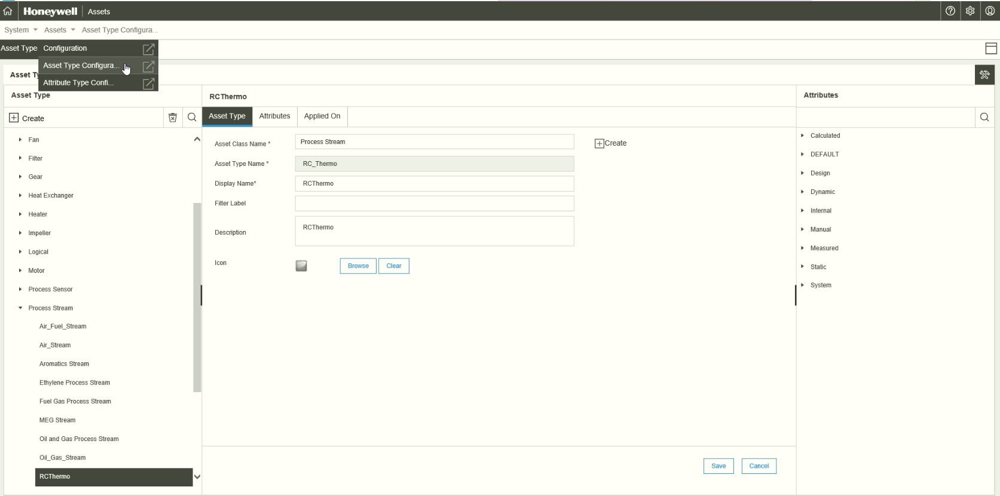 Honeywell Assets
System Assets Asset Type Configura...
Asset Type Configuration
Asset Type Configura...
Attribute Type Confi...
Asset Ty
Asset Type
Create
Fan
Filter
Gear
Heat Exchanger
Heater
Impeller
Logical
Motor
Process Sensor
Process Stream
Air_Fuel_Stream
Air_Stream
Aromatics Stream
Ethylene Process Stream
Fuel Gas Process Stream
MEG Stream
Oil and Gas Process Stream
Oil_Gas_Stream
RCThermo
RCThermo
Asset Type Attributes Applied On
Asset Class Name * Process Stream Create
Asset Type Name * RC_Thermo
Display Name* RCThermo
Filter Label
Description RCThermo
Icon Browse Clear
Save Cancel
Attributes
Calculated
DEFAULT
Design
Dynamic
Internal
Manual
Measured
Static
System